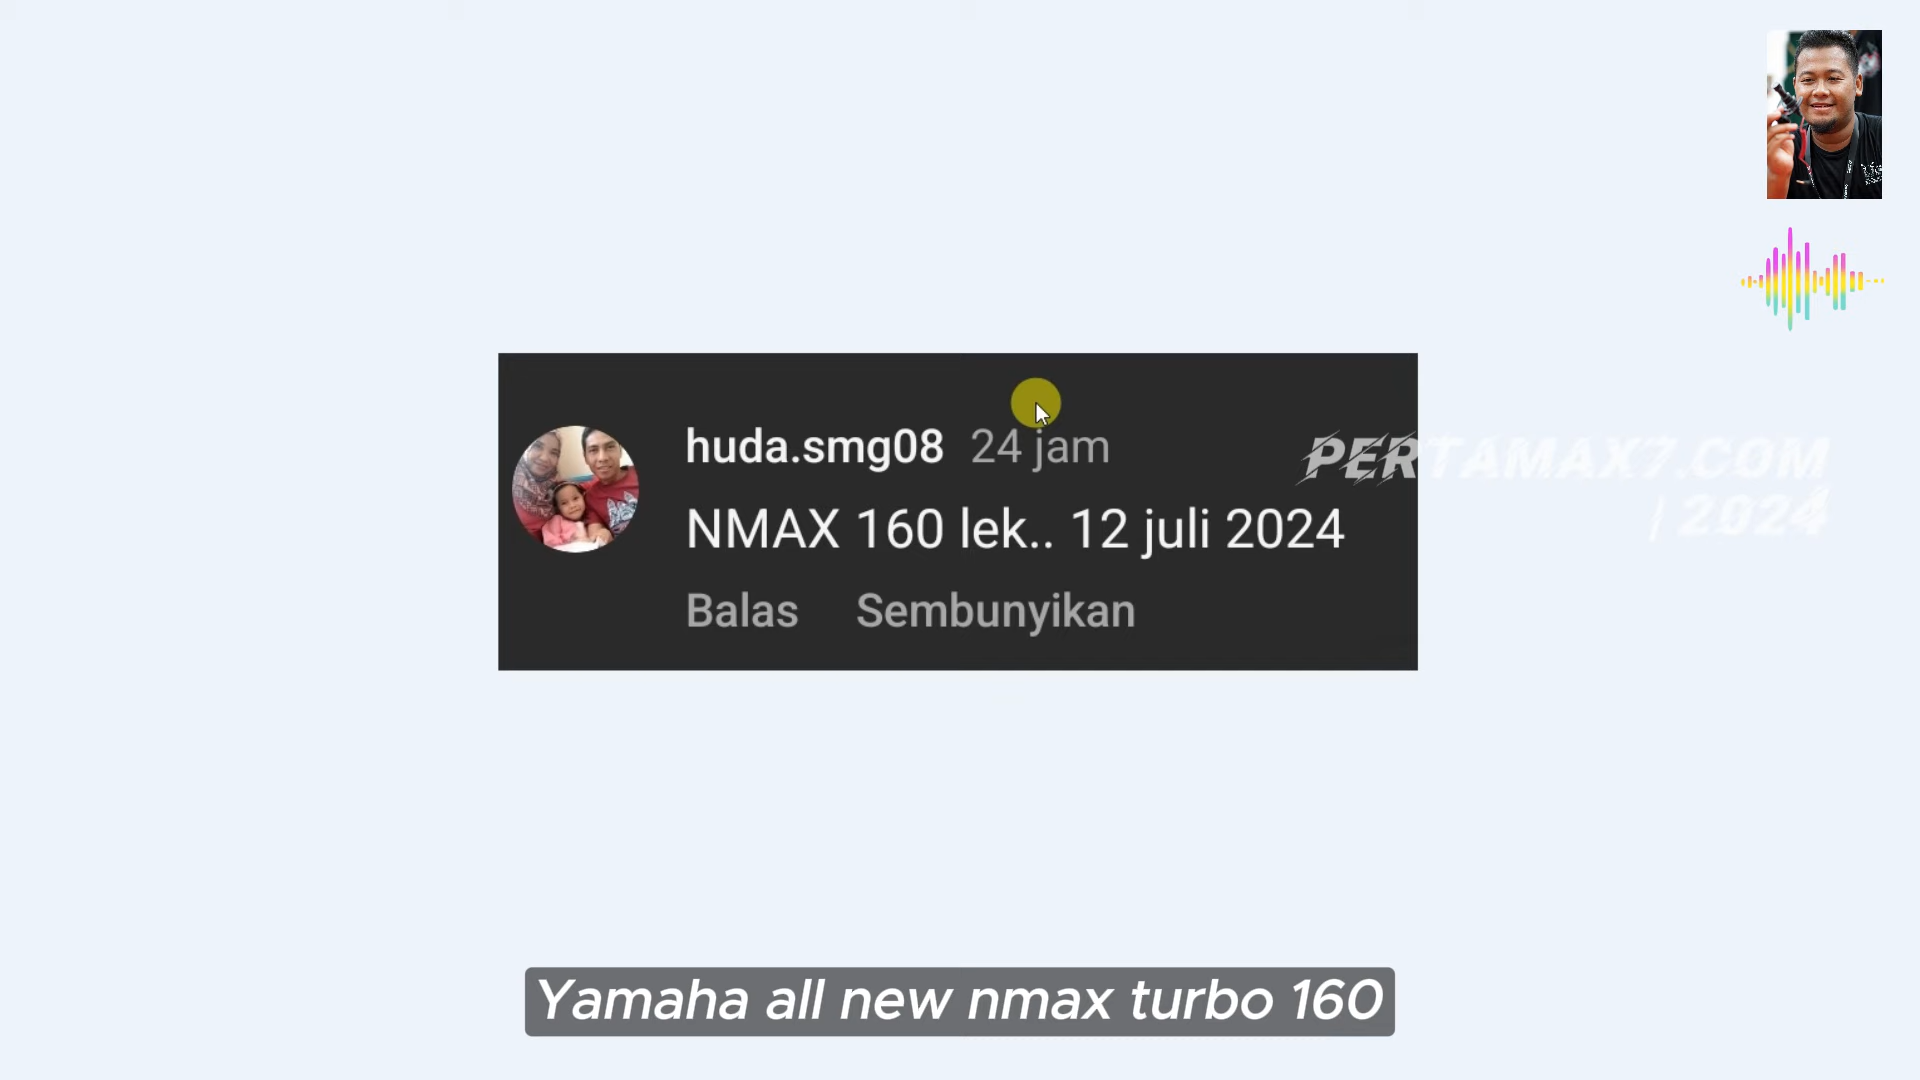 huda.smg08 24 jam
NMAX 160 lek.. 12 juli 2024
Balas Sembunyikan
PERTAMAX7.COM
| 2024
Yamaha all new nmax turbo 160